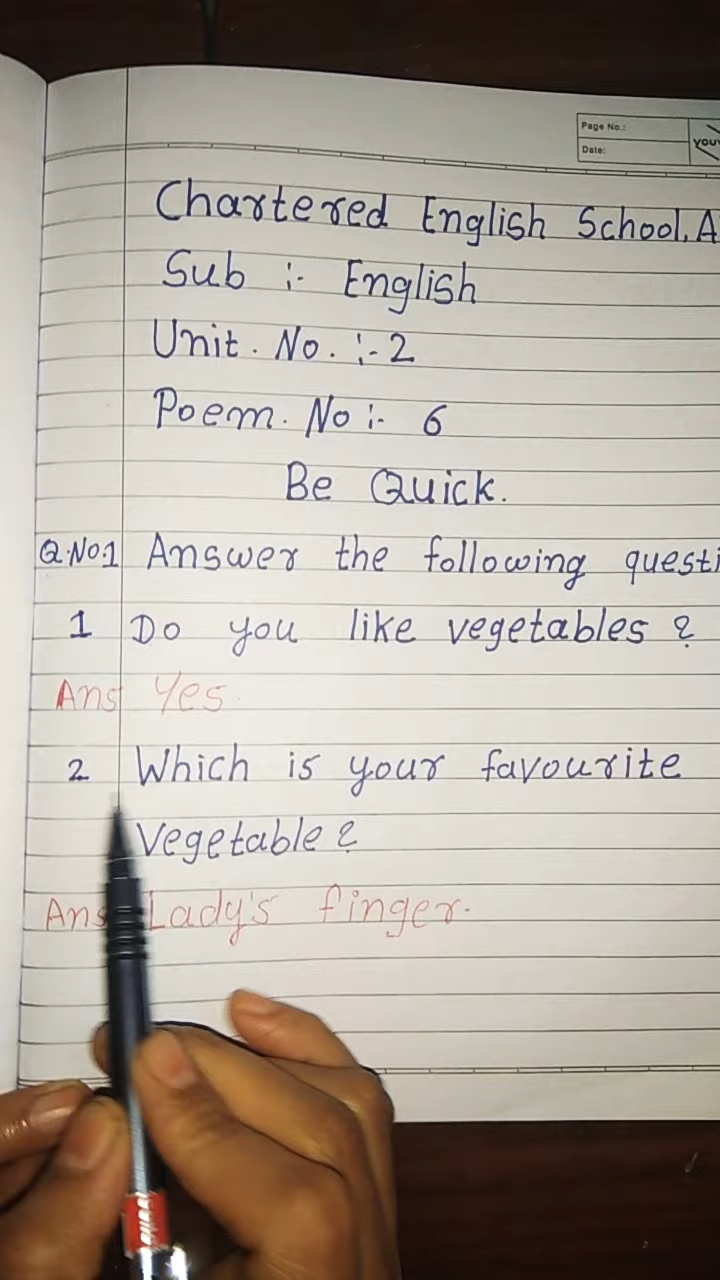 Page No.:
Date:
YOUV
Chartered English School, A
Sub :- English
Unit. No. :- 2
Poem. No :- 6
Be Quick.
Q.No.1 Answer the following questi
1 Do you like vegetables ?
Ans Yes.
2 Which is your favourite
Vegetable ?
Ans Lady's finger.